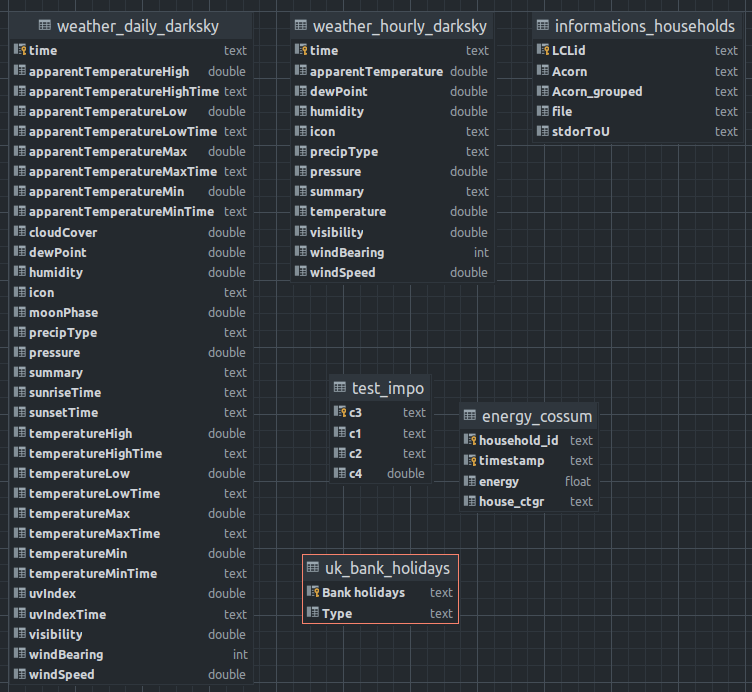 weather_daily_darksky
time text
apparentTemperatureHigh double
apparentTemperatureHighTime text
apparentTemperatureLow double
apparentTemperatureLowTime text
apparentTemperatureMax double
apparentTemperatureMaxTime text
apparentTemperatureMin double
apparentTemperatureMinTime text
cloudCover double
dewPoint double
humidity double
icon text
moonPhase double
precipType text
pressure double
summary text
sunriseTime text
sunsetTime text
temperatureHigh double
temperatureHighTime text
temperatureLow double
temperatureLowTime text
temperatureMax double
temperatureMaxTime text
temperatureMin double
temperatureMinTime text
uvIndex double
uvIndexTime text
visibility double
windBearing int
windSpeed double
weather_hourly_darksky
time text
apparentTemperature double
dewPoint double
humidity double
icon text
precipType text
pressure double
summary text
temperature double
visibility double
windBearing int
windSpeed double
informations_households
LCLid text
Acorn text
Acorn_grouped text
file text
stdorToU text
test_impo
c3 text
c1 text
c2 text
c4 double
energy_cossum
household_id text
timestamp text
energy float
house_ctgr text
uk_bank_holidays
Bank holidays text
Type text